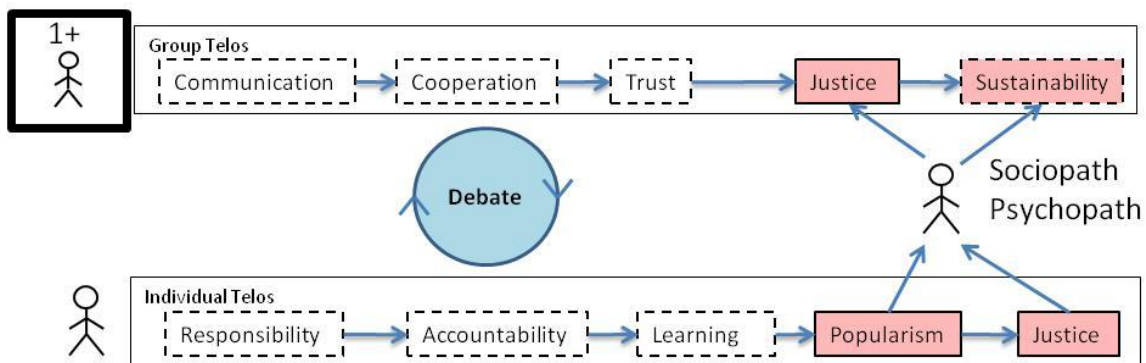 1+
Group Telos
Communication
Cooperation
Trust
Justice
Sustainability
Debate
Sociopath
Psychopath
Individual Telos
Responsibility
Accountability
Learning
Popularism
Justice